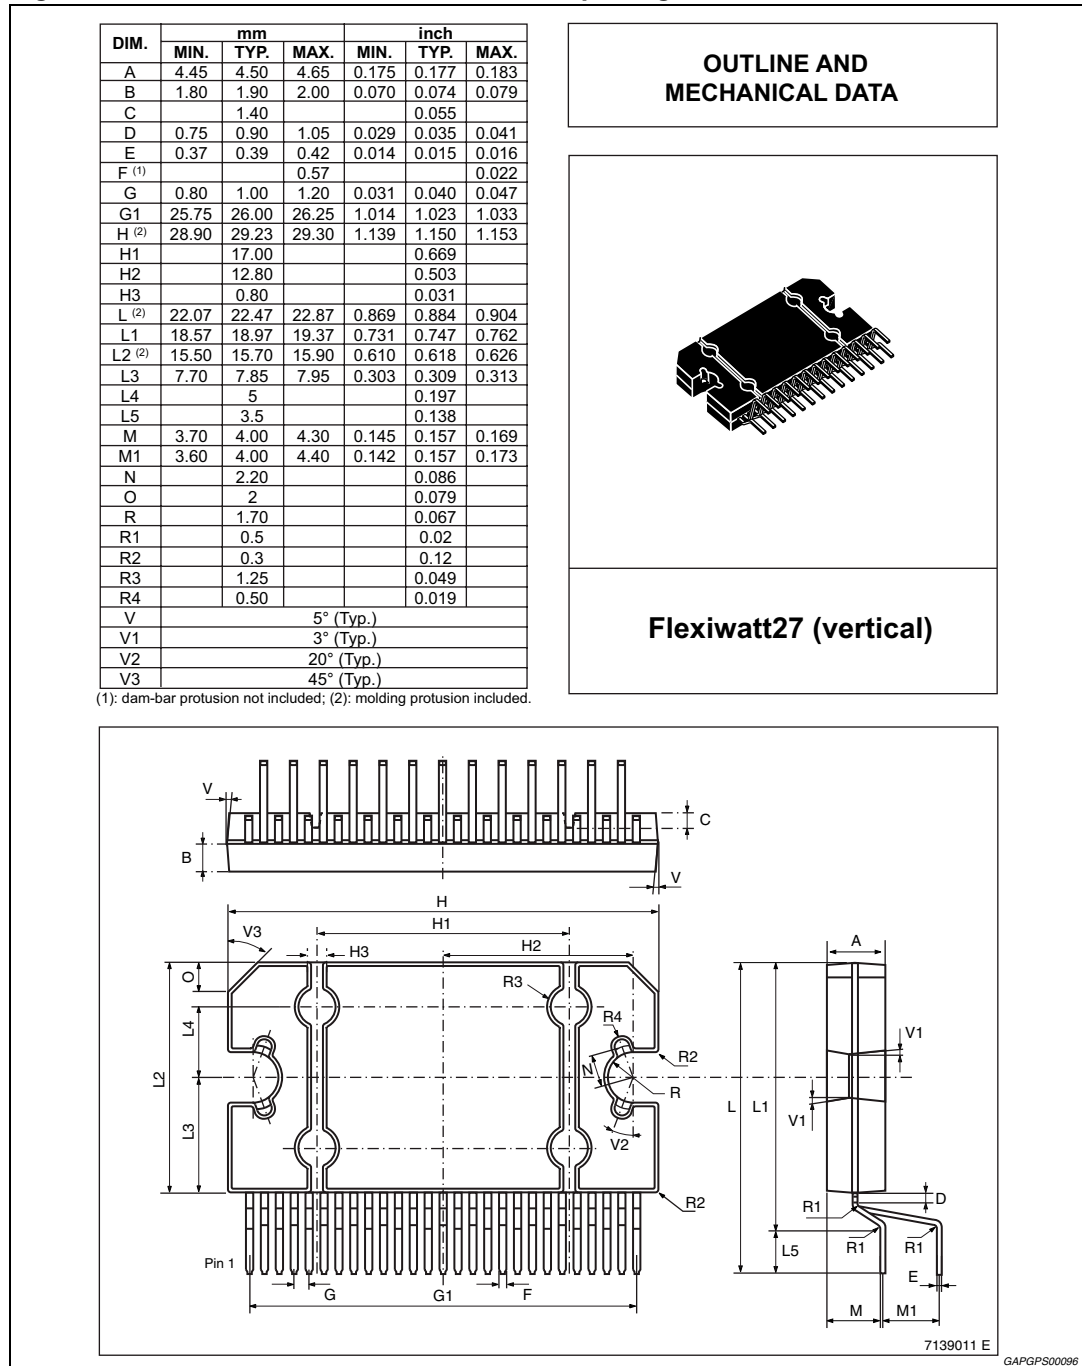 DIM. mm inch
MIN. TYP. MAX. MIN. TYP. MAX.
A 4.45 4.50 4.65 0.175 0.177 0.183
B 1.80 1.90 2.00 0.070 0.074 0.079
C 1.40 0.055
D 0.75 0.90 1.05 0.029 0.035 0.041
E 0.37 0.39 0.42 0.014 0.015 0.016
F (1) 0.57 0.022
G 0.80 1.00 1.20 0.031 0.040 0.047
G1 25.75 26.00 26.25 1.014 1.023 1.033
H (2) 28.90 29.23 29.30 1.139 1.150 1.153
H1 17.00 0.669
H2 12.80 0.503
H3 0.80 0.031
L (2) 22.07 22.47 22.87 0.869 0.884 0.904
L1 18.57 18.97 19.37 0.731 0.747 0.762
L2 (2) 15.50 15.70 15.90 0.610 0.618 0.626
L3 7.70 7.85 7.95 0.303 0.309 0.313
L4 5 0.197
L5 3.5 0.138
M 3.70 4.00 4.30 0.145 0.157 0.169
M1 3.60 4.00 4.40 0.142 0.157 0.173
N 2.20 0.086
O 2 0.079
R 1.70 0.067
R1 0.5 0.02
R2 0.3 0.12
R3 1.25 0.049
R4 0.50 0.019
V 5° (Typ.)
V1 3° (Typ.)
V2 20° (Typ.)
V3 45° (Typ.)
(1): dam-bar protusion not included; (2): molding protusion included.
OUTLINE AND
MECHANICAL DATA
Flexiwatt27 (vertical)
V
C
B
V
H
H1
V3
H3
H2
A
O
R3
L4
R4
V1
R2
L2
N
R
L
L1
V1
L3
V2
R2
D
R1
Pin 1
L5
R1
R1
E
G
G1
F
M
M1
7139011 E
GAPGPS00096